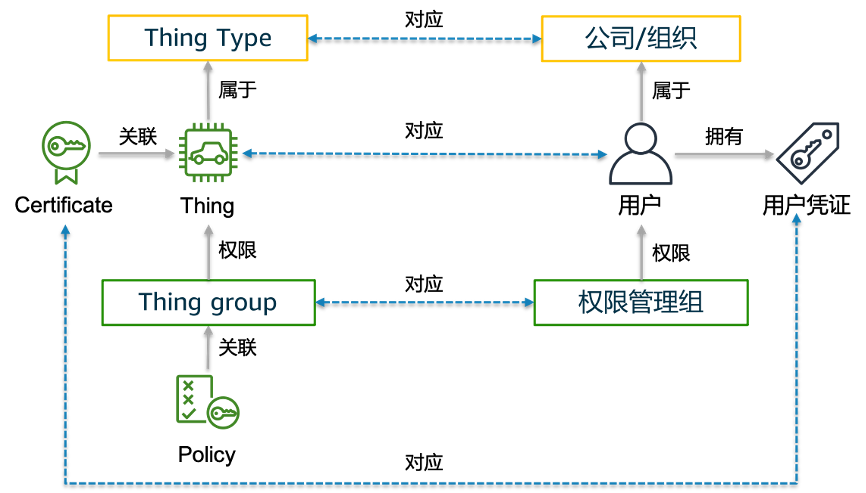 对应
Thing Type
公司/组织
属于
属于
关联
对应
拥有
Certificate
Thing
用户
用户凭证
权限
权限
对应
Thing group
权限管理组
关联
Policy
对应